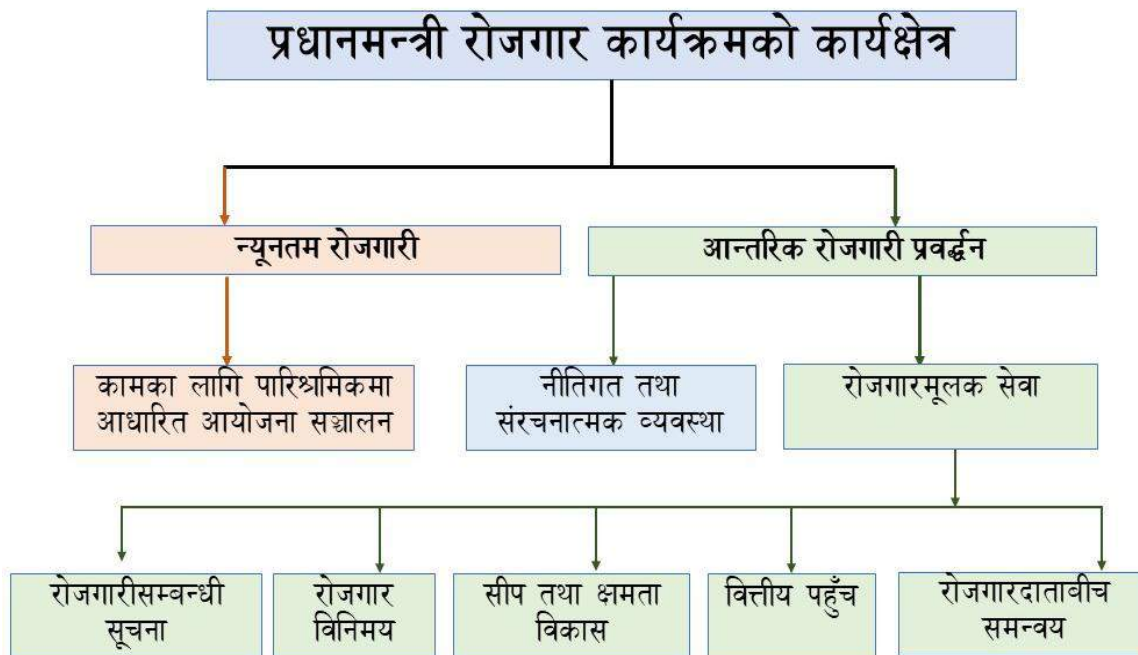 प्रधानमन्त्री रोजगार कार्यक्रमको कार्यक्षेत्र
न्यूनतम रोजगारी
आन्तरिक रोजगारी प्रवर्द्धन
कामका लागि पारिश्रमिकमा
आधारित आयोजना सञ्चालन
नीतिगत तथा
संरचनात्मक व्यवस्था
रोजगारमूलक सेवा
रोजगारीसम्बन्धी
सूचना
रोजगार
विनिमय
सीप तथा क्षमता
विकास
वित्तीय पहुँच
रोजगारदाताबीच
समन्वय